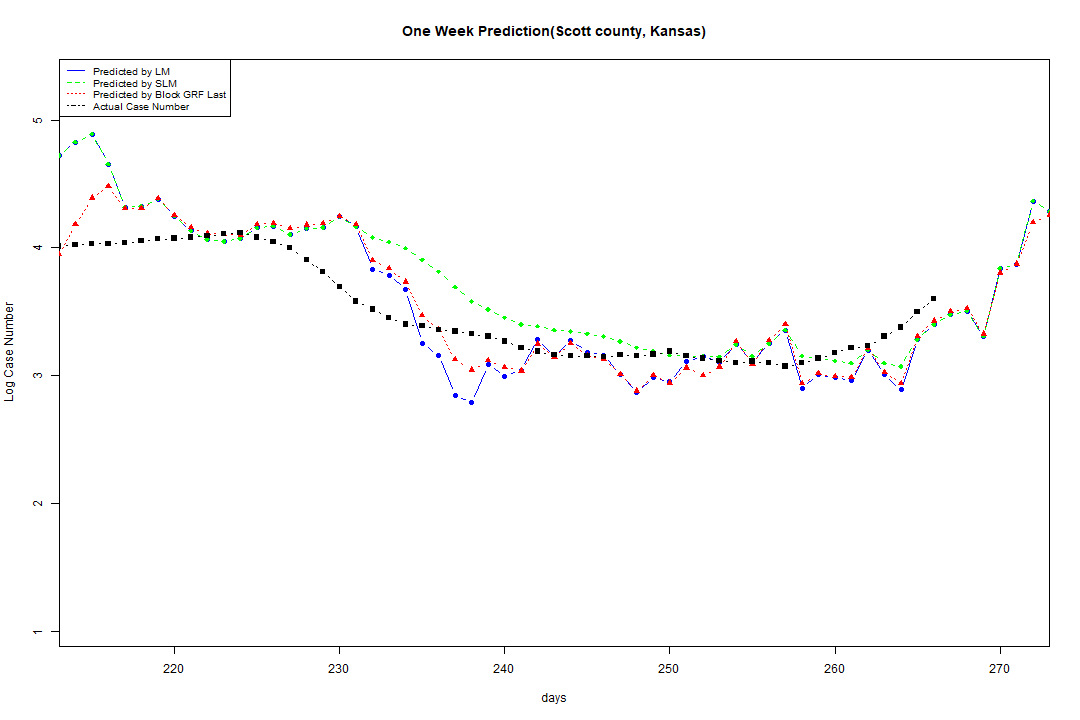 One Week Prediction(Scott county, Kansas)
Predicted by LM
Predicted by SLM
Predicted by Block GRF Last
Actual Case Number
5
4
3
2
1
Log Case Number
220 230 240 250 260 270
days